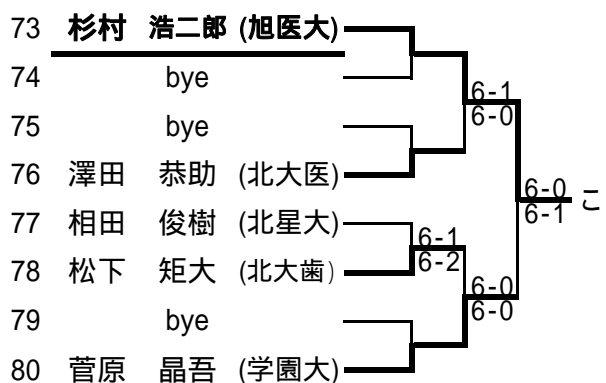 73 杉村 浩二郎 (旭医大)
74 bye
75 bye
76 澤田 恭助 (北大医)
77 相田 俊樹 (北星大)
78 松下 矩大 (北大歯)
79 bye
80 菅原 晶吾 (学園大)
6-1
6-0
6-1
6-2
6-0
6-0
6-0
6-1
こ